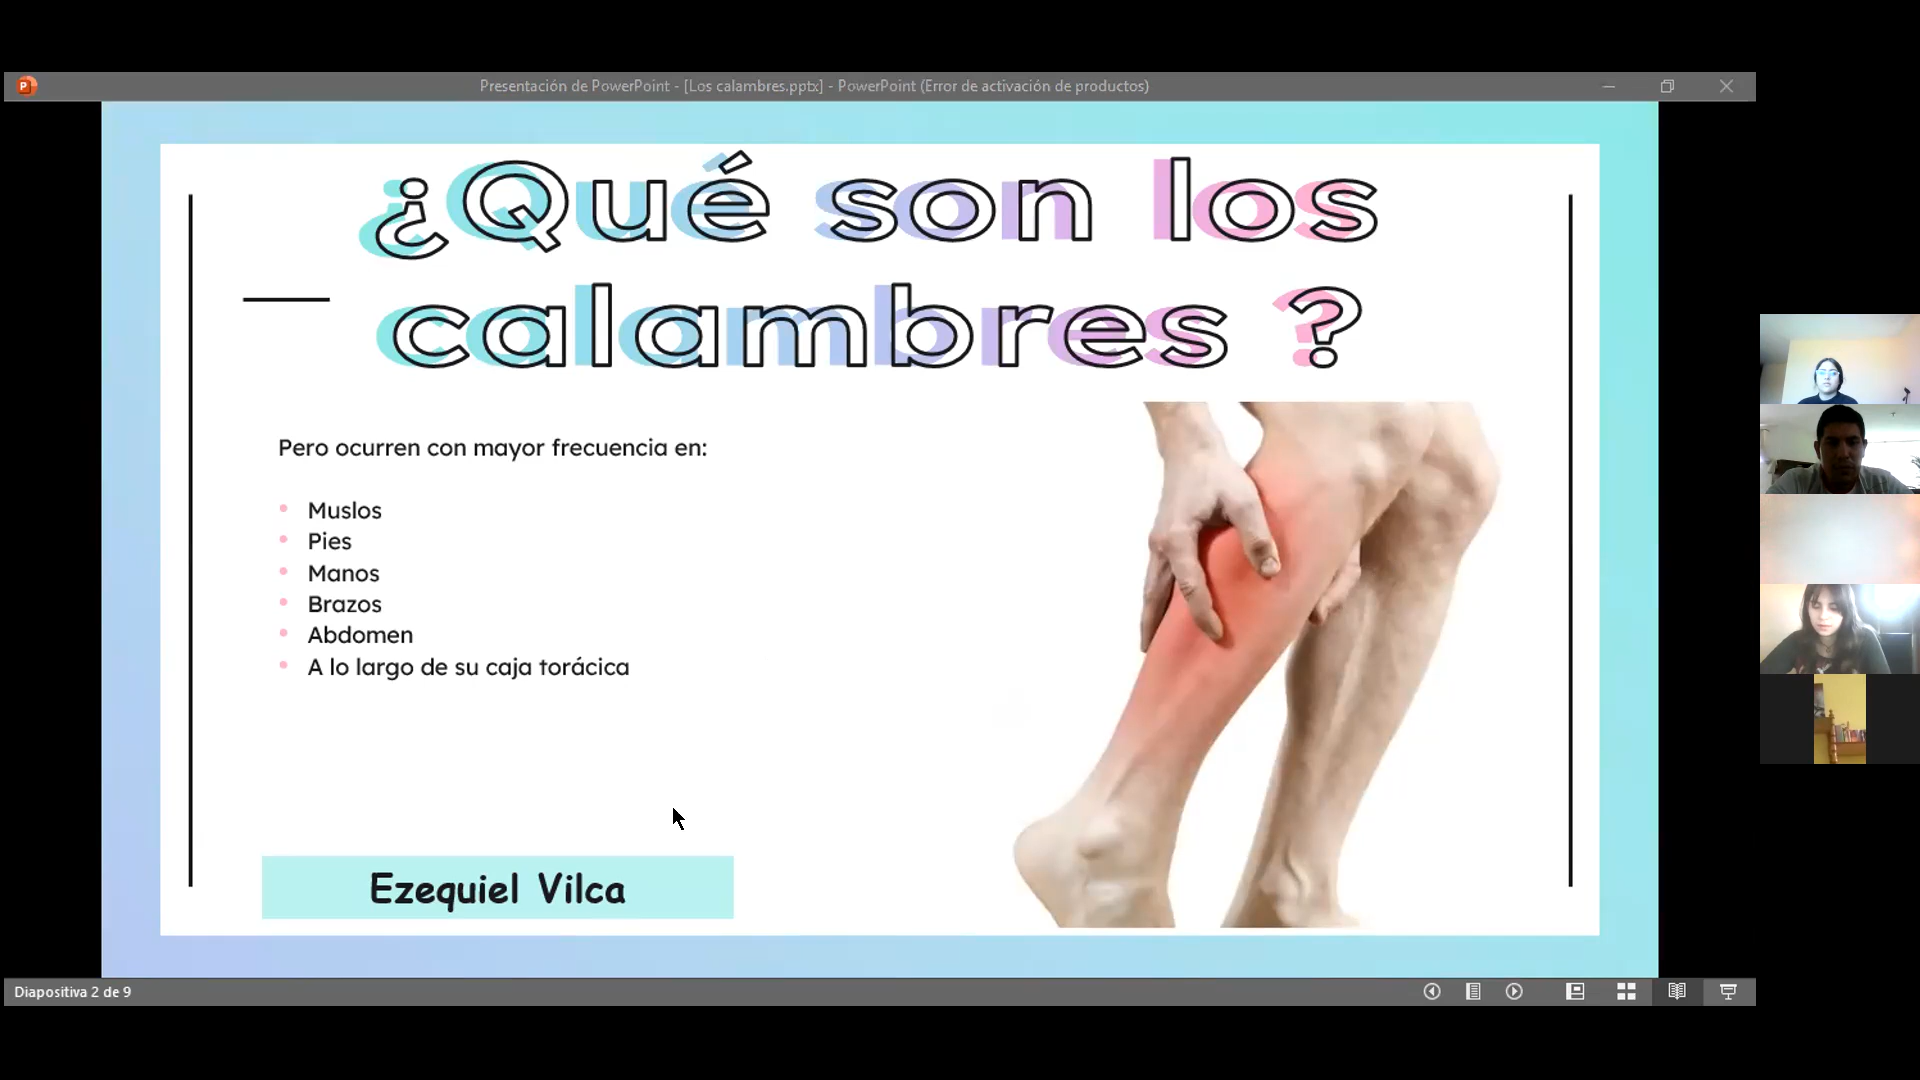 Presentación de PowerPoint - [Los calambres.pptx] - PowerPoint (Error de activación de productos)
¿Qué son los
calambres ?
Pero ocurren con mayor frecuencia en:
• Muslos
• Pies
• Manos
• Brazos
• Abdomen
• A lo largo de su caja torácica
Ezequiel Vilca
Diapositiva 2 de 9